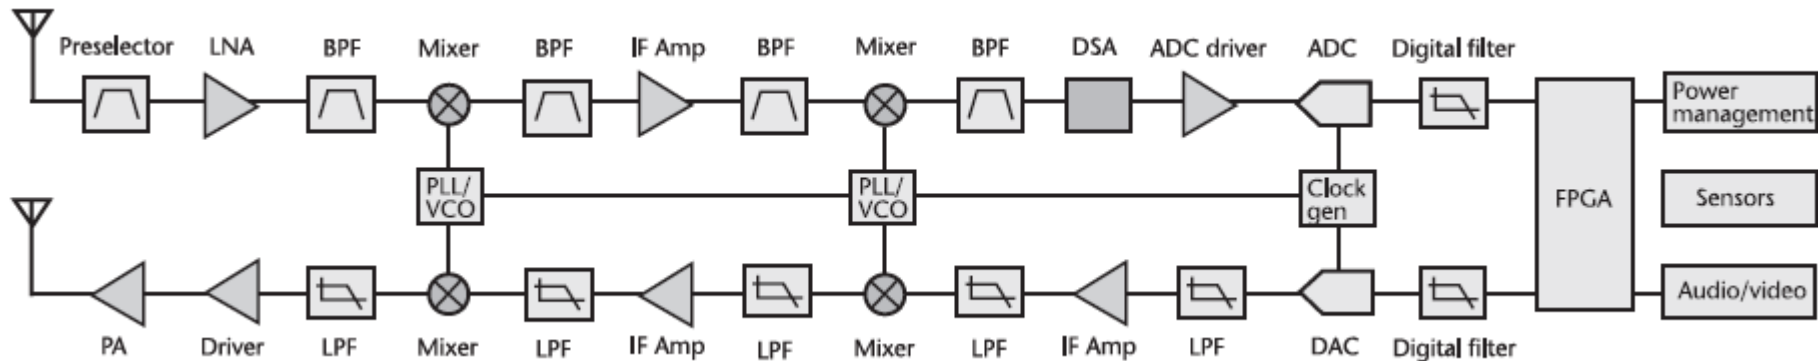 Preselector LNA BPF Mixer BPF IF Amp BPF Mixer BPF DSA ADC driver ADC Digital filter
Power
management
PLL/
VCO
PLL/
VCO
Clock
gen
FPGA
Sensors
Audio/video
PA Driver LPF Mixer LPF IF Amp LPF Mixer LPF IF Amp LPF DAC Digital filter